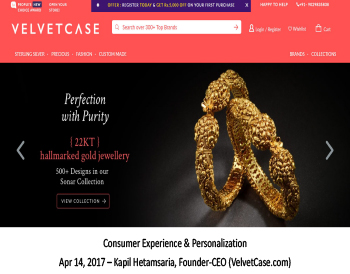 OFFER : REGISTER TODAY & GET Rs.5,000 OFF ON YOUR FIRST PURCHASE
HAPPY TO HELP
VELVETCASE
Search over 300+ Top Brands
Login / Register
Wishlist
Cart
STERLING SILVER PRECIOUS FASHION CUSTOM MADE
BRANDS COLLECTIONS
Perfection
with Purity
[ 22KT ]
hallmarked gold jewellery
500+ Designs in our
Sonar Collection
VIEW COLLECTION
Consumer Experience & Personalization
Apr 14, 2017 – Kapil Hetamsaria, Founder-CEO (VelvetCase.com)